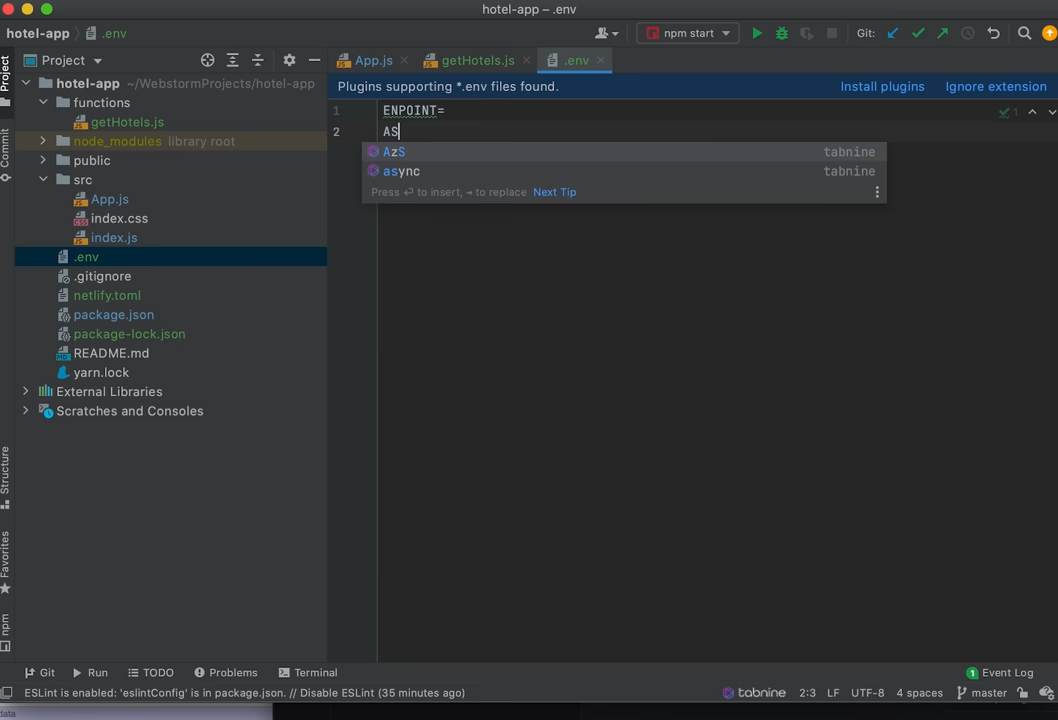 hotel-app – .env
hotel-app .env npm start Git:
Project App.js getHotels.js .env
Plugins supporting *.env files found. Install plugins Ignore extension
hotel-app ~/WebstormProjects/hotel-app
functions
getHotels.js
node_modules library root
public
src
App.js
index.css
index.js
.env
.gitignore
netlify.toml
package.json
package-lock.json
README.md
yarn.lock
External Libraries
Scratches and Consoles
1 ENPOINT= 1
2 AS
AzS tabnine
async tabnine
Press ⏎ to insert, ⇥ to replace Next Tip
Project
Commit
Structure
Favorites
npm
Git Run TODO Problems Terminal 1 Event Log
ESLint is enabled: 'eslintConfig' is in package.json. // Disable ESLint (35 minutes ago) tabnine 2:3 LF UTF-8 4 spaces master
data